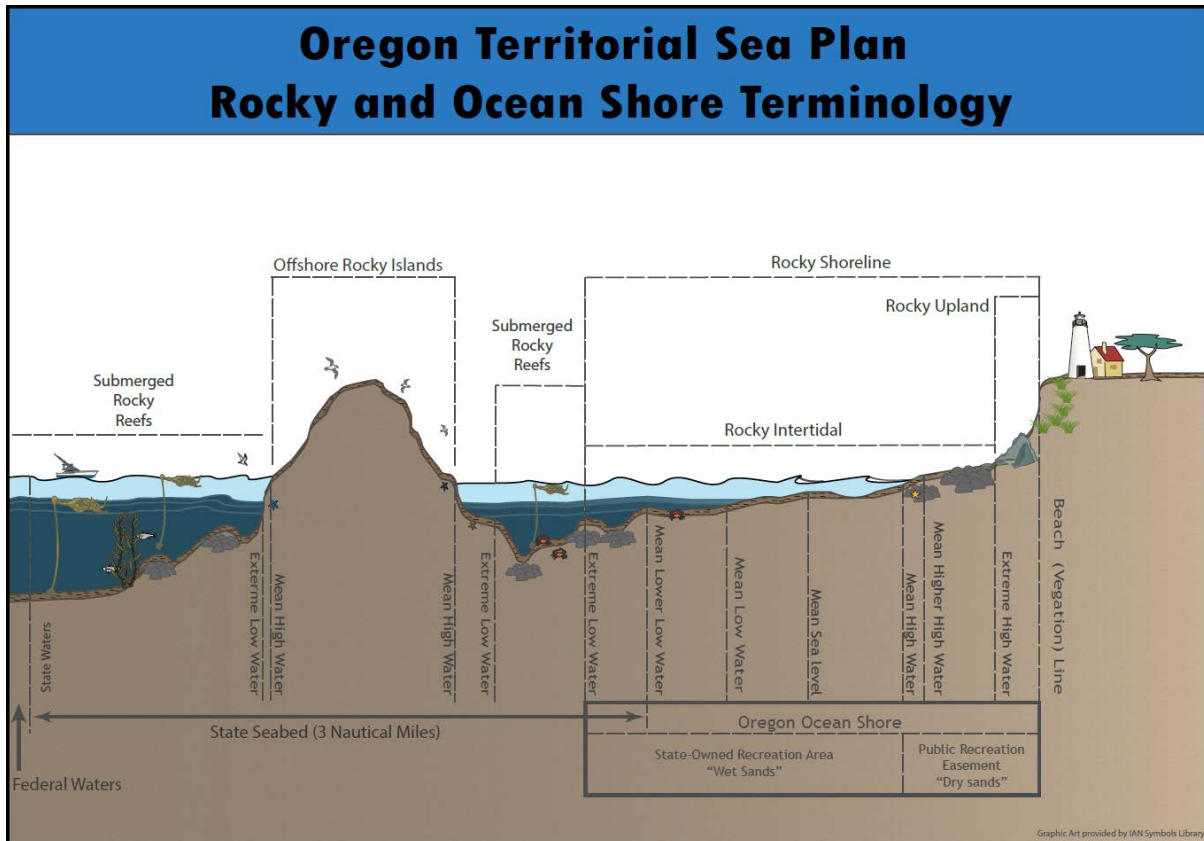 Oregon Territorial Sea Plan
Rocky and Ocean Shore Terminology
Offshore Rocky Islands
Rocky Shoreline
Rocky Upland
Submerged
Rocky
Reefs
Submerged
Rocky
Reefs
Rocky Intertidal
State Waters
Exterme Low Water
Mean High Water
Mean High Water
Extreme Low Water
Extreme Low Water
Mean Lower Low Water
Mean Low Water
Mean Sea level
Mean High Water
Mean Higher High Water
Extreme High Water
Beach (Vegation) Line
State Seabed (3 Nautical Miles)
Federal Waters
Oregon Ocean Shore
State-Owned Recreation Area
“Wet Sands”
Public Recreation
Easement
“Dry sands”
Graphic Art provided by IAN Symbols Library